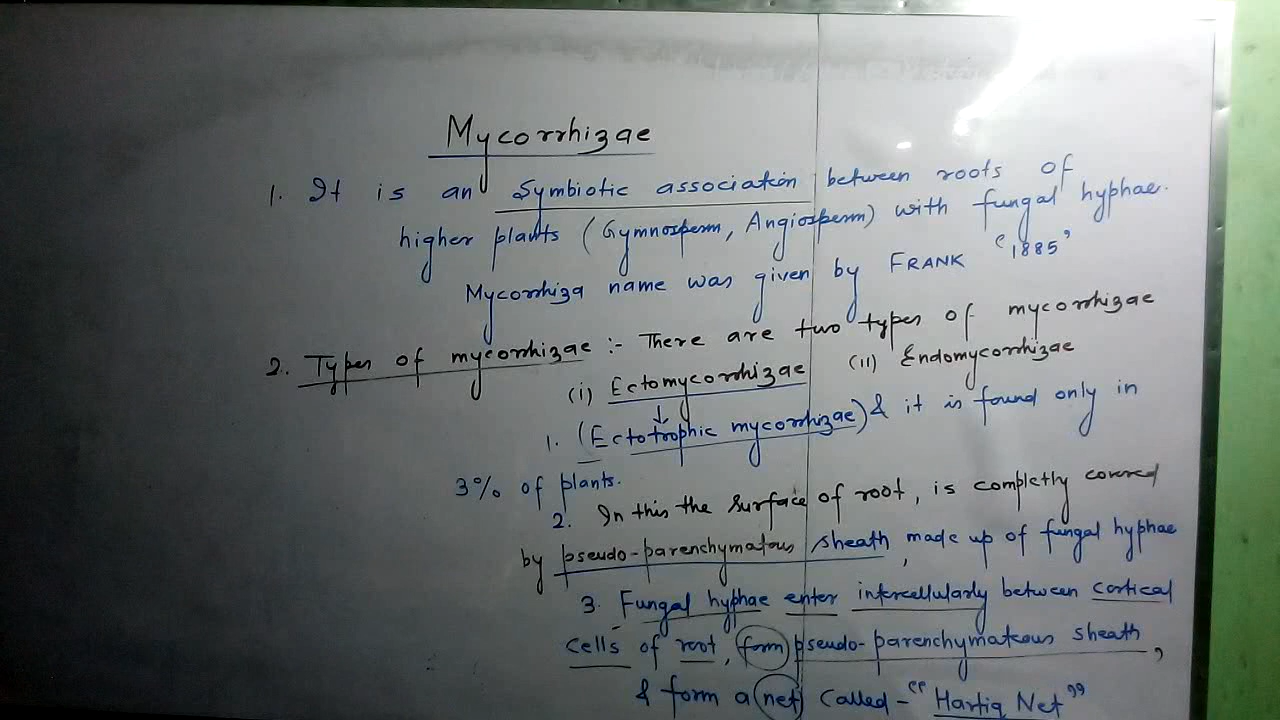 Mycorrhizae
1. It is an symbiotic association between roots of
higher plants (Gymnosperm, Angiosperm) with fungal hyphae.
Mycorrhiza name was given by FRANK '1885'
2. Types of mycorrhizae :- There are two types of mycorrhizae
(i) Ectomycorrhizae (ii) Endomycorrhizae
↓
1. (Ectotrophic mycorrhizae) & it is found only in
3% of plants.
2. In this the surface of root, is completly covered
by pseudo-parenchymatous sheath, made up of fungal hyphae
3. Fungal hyphae enter intercellularly between cortical
cells of root, form pseudo-parenchymateous sheath,
& form a net called - "Hartiq Net"